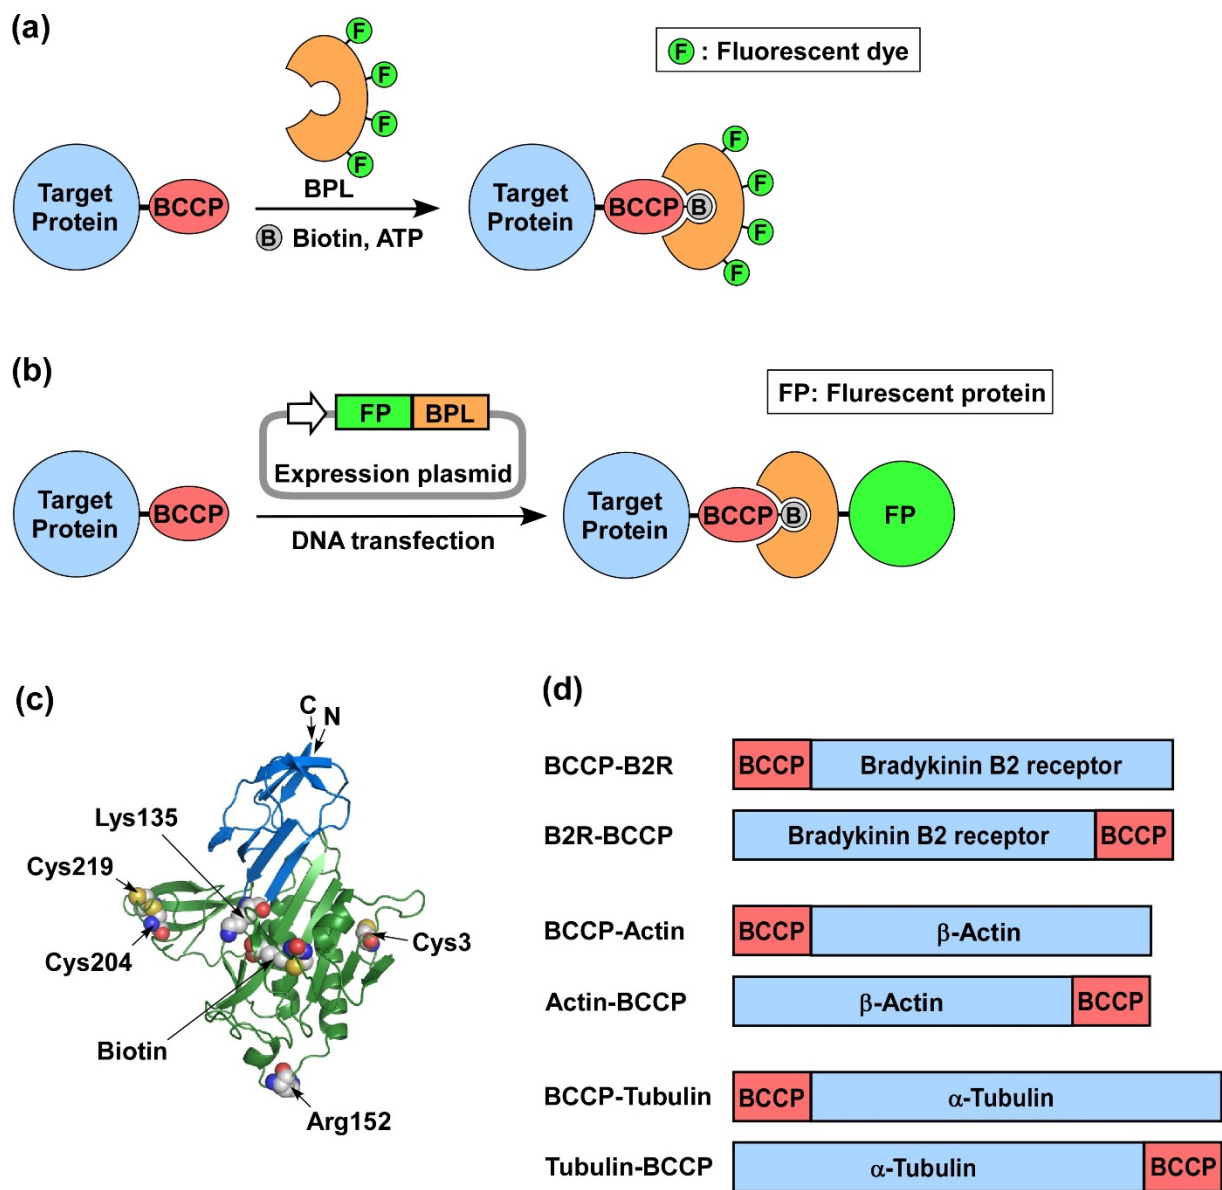 (a)
F
F
F
F
F : Fluorescent dye
Target
Protein
BCCP
BPL
B Biotin, ATP
Target
Protein
BCCP
B
F
F
F
F
(b)
FP BPL
Expression plasmid
DNA transfection
FP: Flurescent protein
Target
Protein
BCCP
Target
Protein
BCCP
B
FP
(c)
C N
Lys135
Cys219
Cys204
Cys3
Biotin
Arg152
(d)
BCCP-B2R BCCP Bradykinin B2 receptor
B2R-BCCP Bradykinin B2 receptor BCCP
BCCP-Actin BCCP β-Actin
Actin-BCCP β-Actin BCCP
BCCP-Tubulin BCCP α-Tubulin
Tubulin-BCCP α-Tubulin BCCP